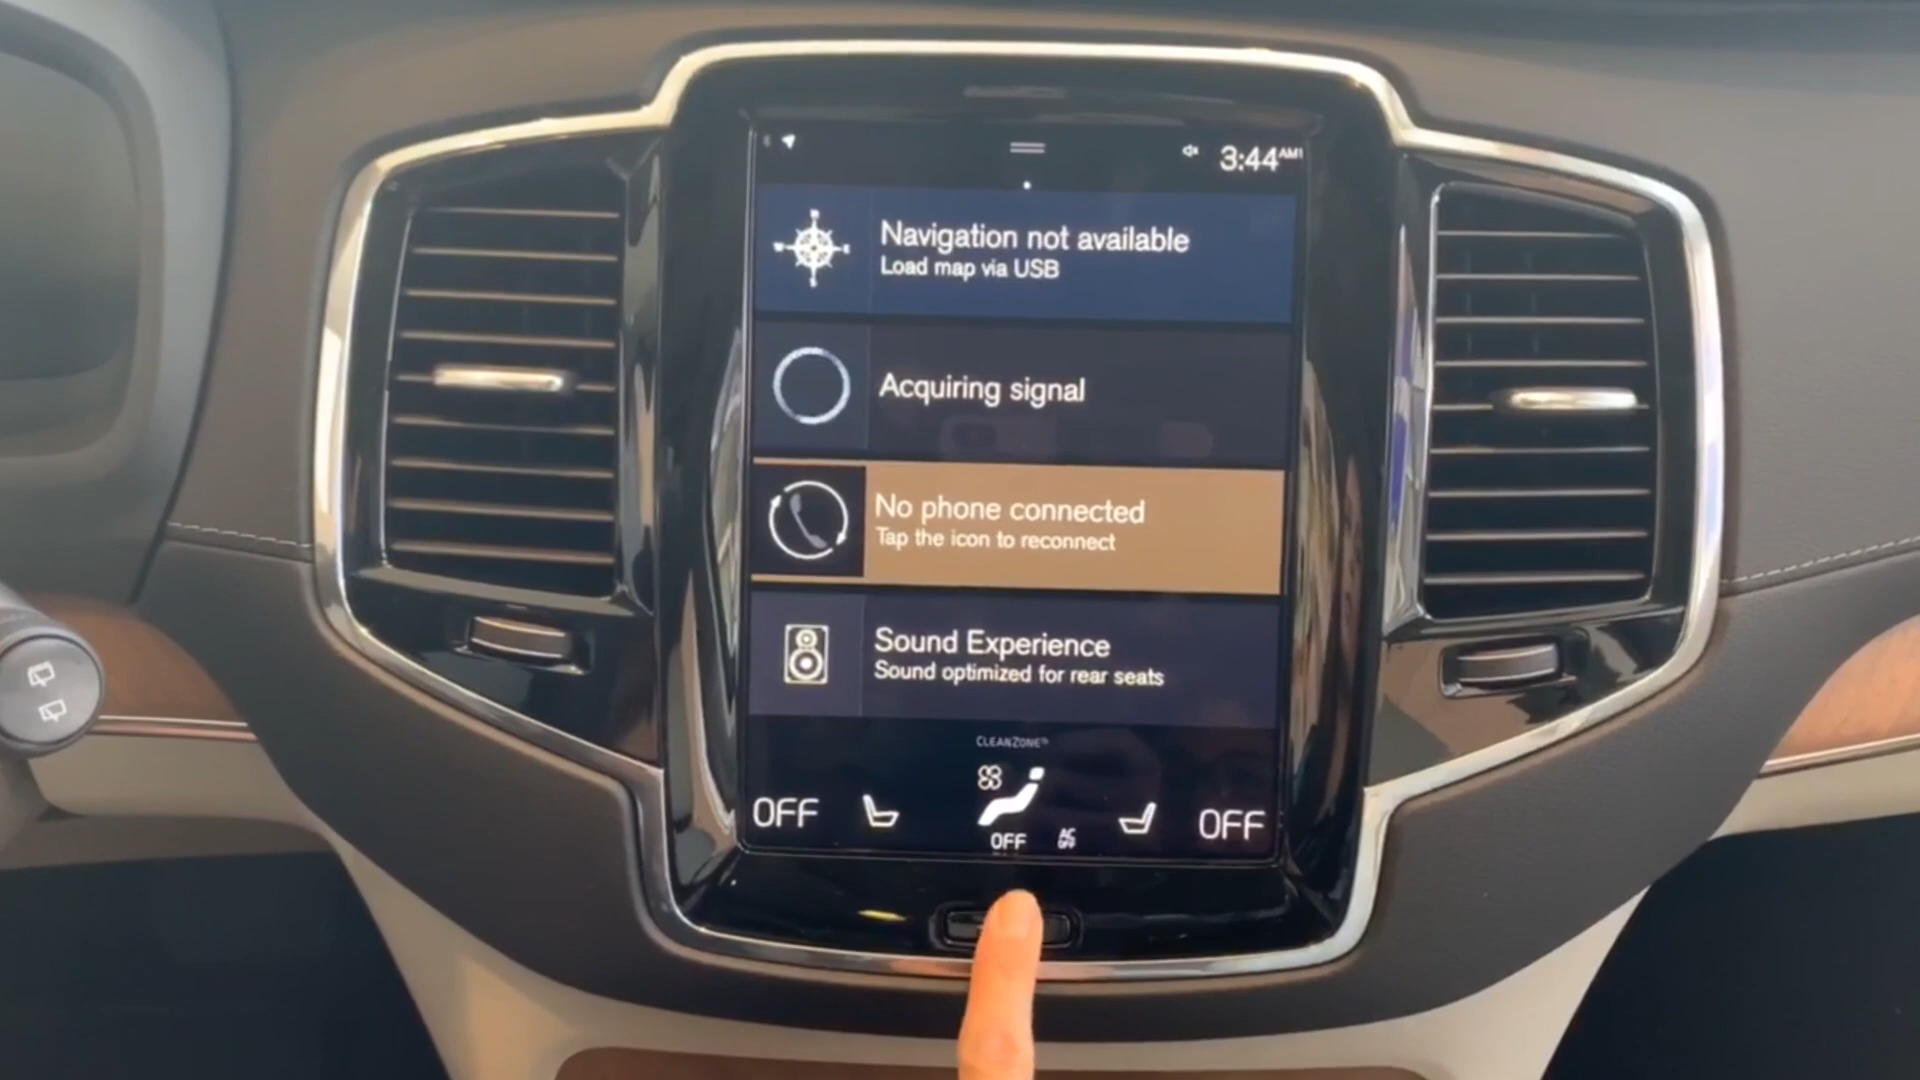 3:44AM
Navigation not available
Load map via USB
Acquiring signal
No phone connected
Tap the icon to reconnect
Sound Experience
Sound optimized for rear seats
CLEANZONE™
OFF
OFF
OFF